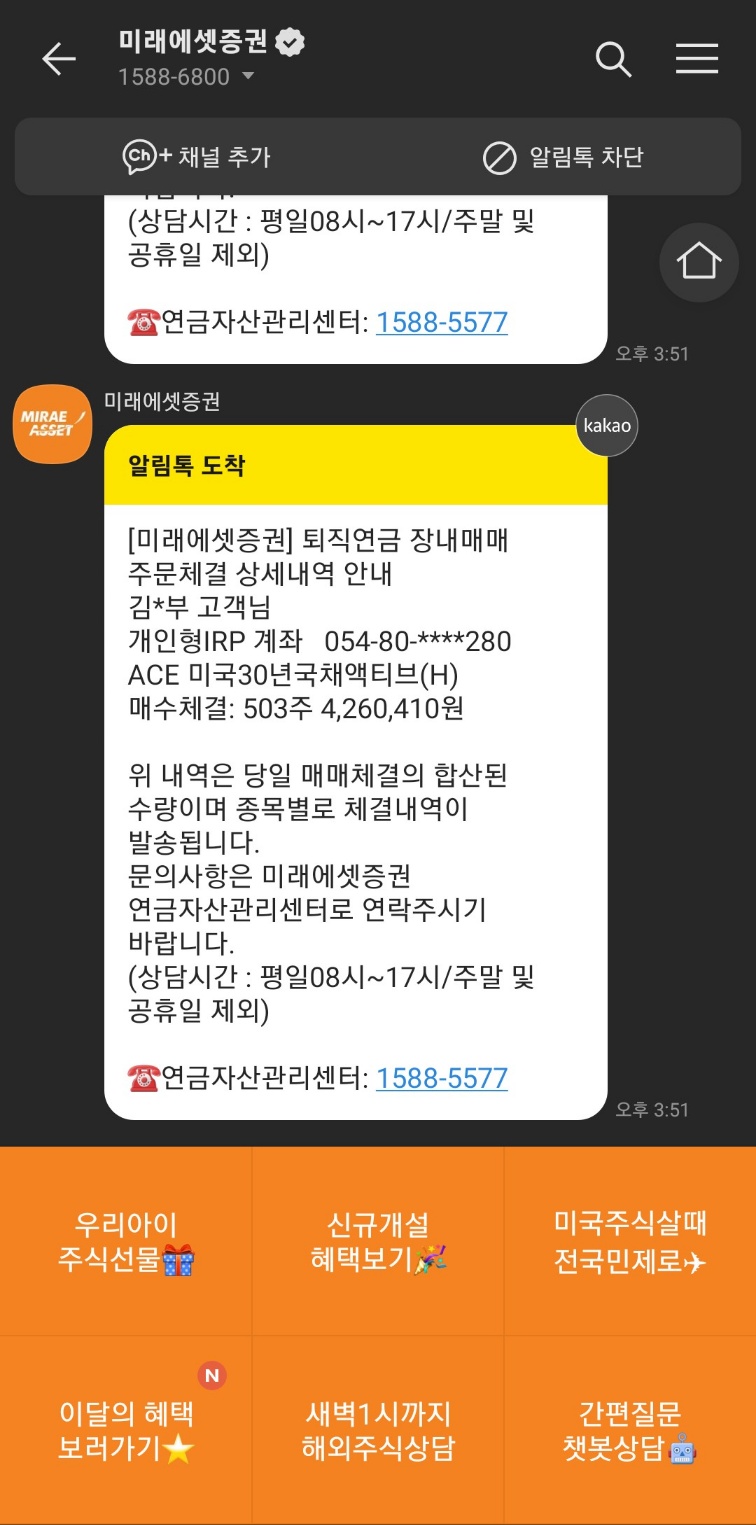 미래에셋증권
1588-6800
Ch+ 채널 추가
알림톡 차단
(상담시간 : 평일08시~17시/주말 및
공휴일 제외)
☎️연금자산관리센터: 1588-5577
오후 3:51
MIRAE
ASSET
미래에셋증권
kakao
알림톡 도착
[미래에셋증권] 퇴직연금 장내매매
주문체결 상세내역 안내
김*부 고객님
개인형IRP 계좌 054-80-****280
ACE 미국30년국채액티브(H)
매수체결: 503주 4,260,410원
위 내역은 당일 매매체결의 합산된
수량이며 종목별로 체결내역이
발송됩니다.
문의사항은 미래에셋증권
연금자산관리센터로 연락주시기
바랍니다.
(상담시간 : 평일08시~17시/주말 및
공휴일 제외)
☎️연금자산관리센터: 1588-5577
오후 3:51
우리아이
주식선물🎁
신규개설
혜택보기🎉
미국주식살때
전국민제로✈
N
이달의 혜택
보러가기⭐
새벽1시까지
해외주식상담
간편질문
챗봇상담🤖